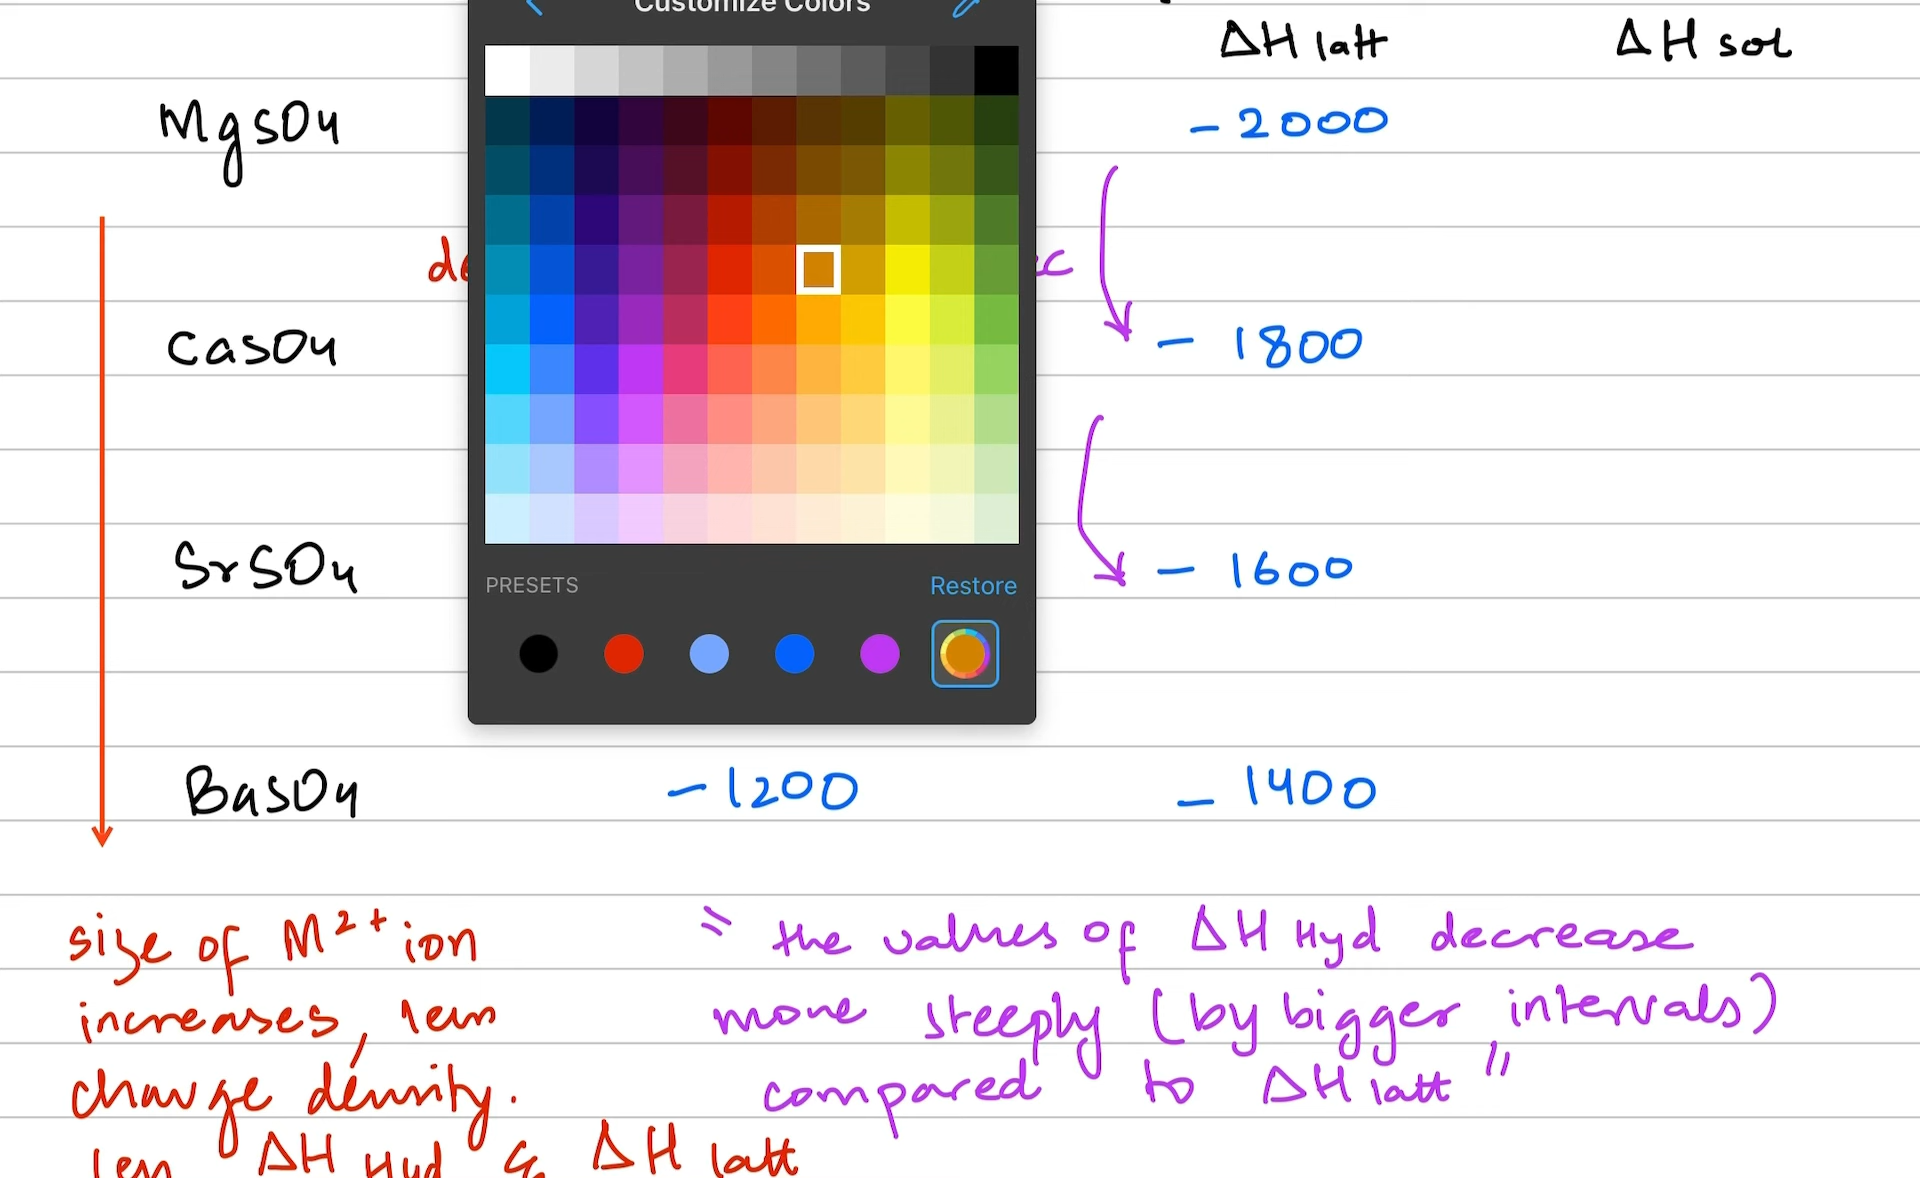 Customize Colors
ΔH latt ΔH sol
MgSO4 - 2000
CaSO4 - 1800
SrSO4 - 1600
PRESETS Restore
BaSO4 -1200 - 1400
size of M²⁺ ion
increases, less
charge density.
less ΔH Hyd & ΔH latt
" the values of ΔH Hyd decrease
more steeply (by bigger intervals)
compared to ΔH latt "